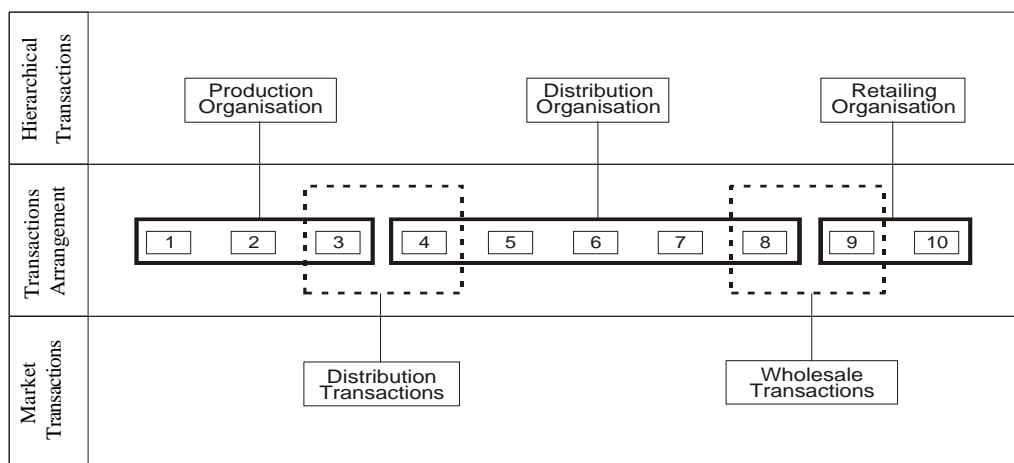 Hierarchical
Transactions
Production
Organisation
Distribution
Organisation
Retailing
Organisation
Transactions
Arrangement
1 2 3 4 5 6 7 8 9 10
Market
Transactions
Distribution
Transactions
Wholesale
Transactions